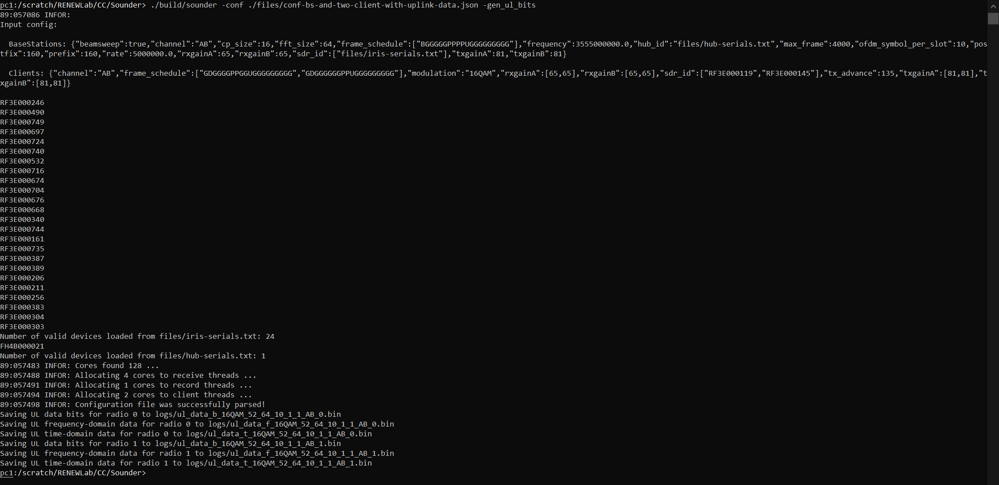 pc1:/scratch/RENEWLab/CC/Sounder> ./build/sounder -conf ./files/conf-bs-and-two-client-with-uplink-data.json -gen_ul_bits
89:057086 INFOR:
Input config:
  BaseStations: {"beamsweep":true,"channel":"AB","cp_size":16,"fft_size":64,"frame_schedule":["BGGGGGPPPPUGGGGGGGGG"],"frequency":3555000000.0,"hub_id":"files/hub-serials.txt","max_frame":4000,"ofdm_symbol_per_slot":10,"pos
tfix":160,"prefix":160,"rate":5000000.0,"rxgainA":65,"rxgainB":65,"sdr_id":["files/iris-serials.txt"],"txgainA":81,"txgainB":81}
  Clients: {"channel":"AB","frame_schedule":["GDGGGGPPGGUGGGGGGGGG","GDGGGGGGPPUGGGGGGGGG"],"modulation":"16QAM","rxgainA":[65,65],"rxgainB":[65,65],"sdr_id":["RF3E000119","RF3E000145"],"tx_advance":135,"txgainA":[81,81],"t
xgainB":[81,81]}
RF3E000246
RF3E000490
RF3E000749
RF3E000697
RF3E000724
RF3E000740
RF3E000532
RF3E000716
RF3E000674
RF3E000704
RF3E000676
RF3E000668
RF3E000340
RF3E000744
RF3E000161
RF3E000735
RF3E000387
RF3E000389
RF3E000206
RF3E000211
RF3E000256
RF3E000383
RF3E000304
RF3E000303
Number of valid devices loaded from files/iris-serials.txt: 24
FH4B000021
Number of valid devices loaded from files/hub-serials.txt: 1
89:057483 INFOR: Cores found 128 ...
89:057488 INFOR: Allocating 4 cores to receive threads ...
89:057491 INFOR: Allocating 1 cores to record threads ...
89:057494 INFOR: Allocating 2 cores to client threads ...
89:057498 INFOR: Configuration file was successfully parsed!
Saving UL data bits for radio 0 to logs/ul_data_b_16QAM_52_64_10_1_1_AB_0.bin
Saving UL frequency-domain data for radio 0 to logs/ul_data_f_16QAM_52_64_10_1_1_AB_0.bin
Saving UL time-domain data for radio 0 to logs/ul_data_t_16QAM_52_64_10_1_1_AB_0.bin
Saving UL data bits for radio 1 to logs/ul_data_b_16QAM_52_64_10_1_1_AB_1.bin
Saving UL frequency-domain data for radio 1 to logs/ul_data_f_16QAM_52_64_10_1_1_AB_1.bin
Saving UL time-domain data for radio 1 to logs/ul_data_t_16QAM_52_64_10_1_1_AB_1.bin
pc1:/scratch/RENEWLab/CC/Sounder>